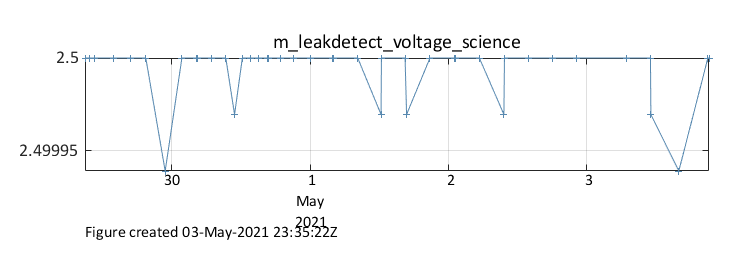 m_leakdetect_voltage_science
2.5
2.49995
30 1 2 3
May
2021
Figure created 03-May-2021 23:35:22Z